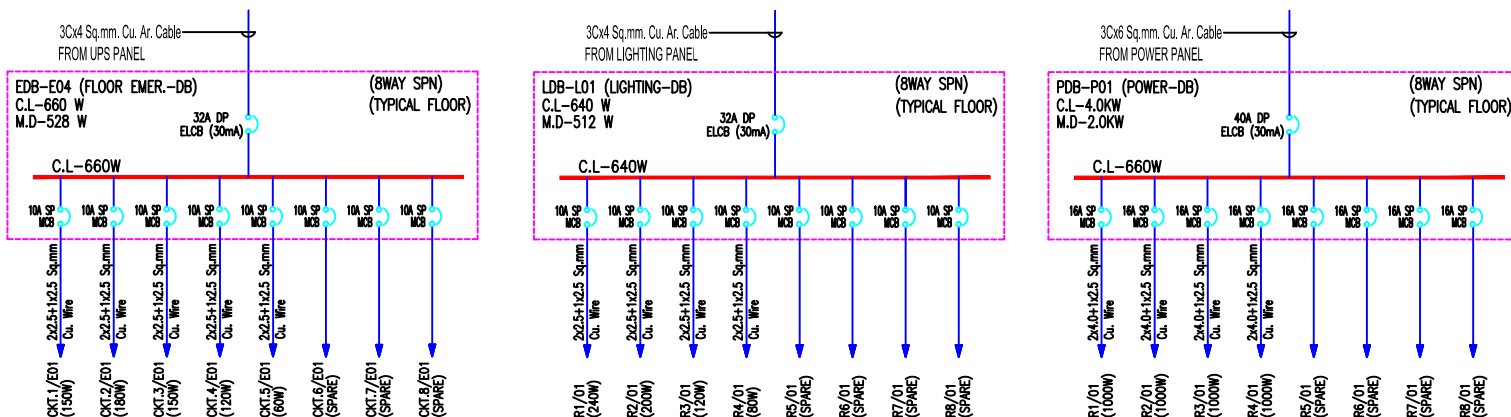 3Cx4 Sq.mm. Cu. Ar. Cable
FROM UPS PANEL
EDB-E04 (FLOOR EMER.-DB)
C.L-660 W
M.D-528 W
(8WAY SPN)
(TYPICAL FLOOR)
32A DP
ELCB (30mA)
C.L-660W
10A SP
MCB
10A SP
MCB
10A SP
MCB
10A SP
MCB
10A SP
MCB
10A SP
MCB
10A SP
MCB
10A SP
MCB
2x2.5+1x2.5 Sq.mm
Cu. Wire
2x2.5+1x2.5 Sq.mm
Cu. Wire
2x2.5+1x2.5 Sq.mm
Cu. Wire
2x2.5+1x2.5 Sq.mm
Cu. Wire
2x2.5+1x2.5 Sq.mm
Cu. Wire
CKT.1/E01
(150W)
CKT.2/E01
(180W)
CKT.3/E01
(150W)
CKT.4/E01
(120W)
CKT.5/E01
(60W)
CKT.6/E01
(SPARE)
CKT.7/E01
(SPARE)
CKT.8/E01
(SPARE)
3Cx4 Sq.mm. Cu. Ar. Cable
FROM LIGHTING PANEL
LDB-L01 (LIGHTING-DB)
C.L-640 W
M.D-512 W
(8WAY SPN)
(TYPICAL FLOOR)
32A DP
ELCB (30mA)
C.L-640W
10A SP
MCB
10A SP
MCB
10A SP
MCB
10A SP
MCB
10A SP
MCB
10A SP
MCB
10A SP
MCB
10A SP
MCB
2x2.5+1x2.5 Sq.mm
Cu. Wire
2x2.5+1x2.5 Sq.mm
Cu. Wire
2x2.5+1x2.5 Sq.mm
Cu. Wire
2x2.5+1x2.5 Sq.mm
Cu. Wire
R1/01
(240W)
R2/01
(200W)
R3/01
(120W)
R4/01
(80W)
R5/01
(SPARE)
R6/01
(SPARE)
R7/01
(SPARE)
R8/01
(SPARE)
3Cx6 Sq.mm. Cu. Ar. Cable
FROM POWER PANEL
PDB-P01 (POWER-DB)
C.L-4.0KW
M.D-2.0KW
(8WAY SPN)
(TYPICAL FLOOR)
40A DP
ELCB (30mA)
C.L-660W
16A SP
MCB
16A SP
MCB
16A SP
MCB
16A SP
MCB
16A SP
MCB
16A SP
MCB
16A SP
MCB
16A SP
MCB
2x4.0+1x2.5 Sq.mm
Cu. Wire
2x4.0+1x2.5 Sq.mm
Cu. Wire
2x4.0+1x2.5 Sq.mm
Cu. Wire
2x4.0+1x2.5 Sq.mm
Cu. Wire
R1/01
(1000W)
R2/01
(1000W)
R3/01
(1000W)
R4/01
(1000W)
R5/01
(SPARE)
R6/01
(SPARE)
R7/01
(SPARE)
R8/01
(SPARE)